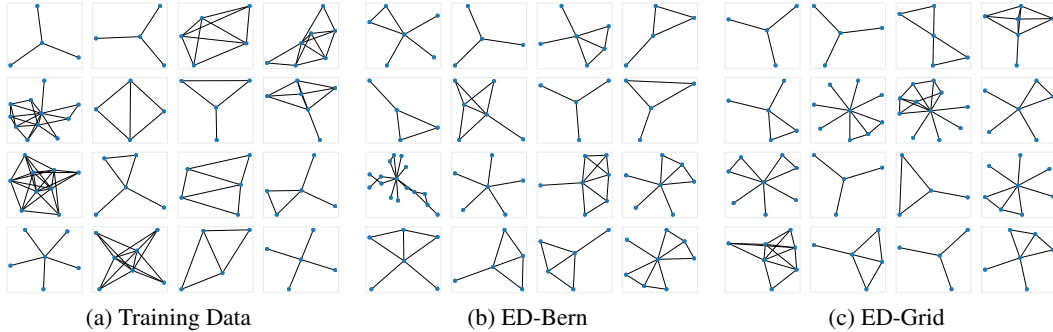 (a) Training Data
(b) ED-Bern
(c) ED-Grid